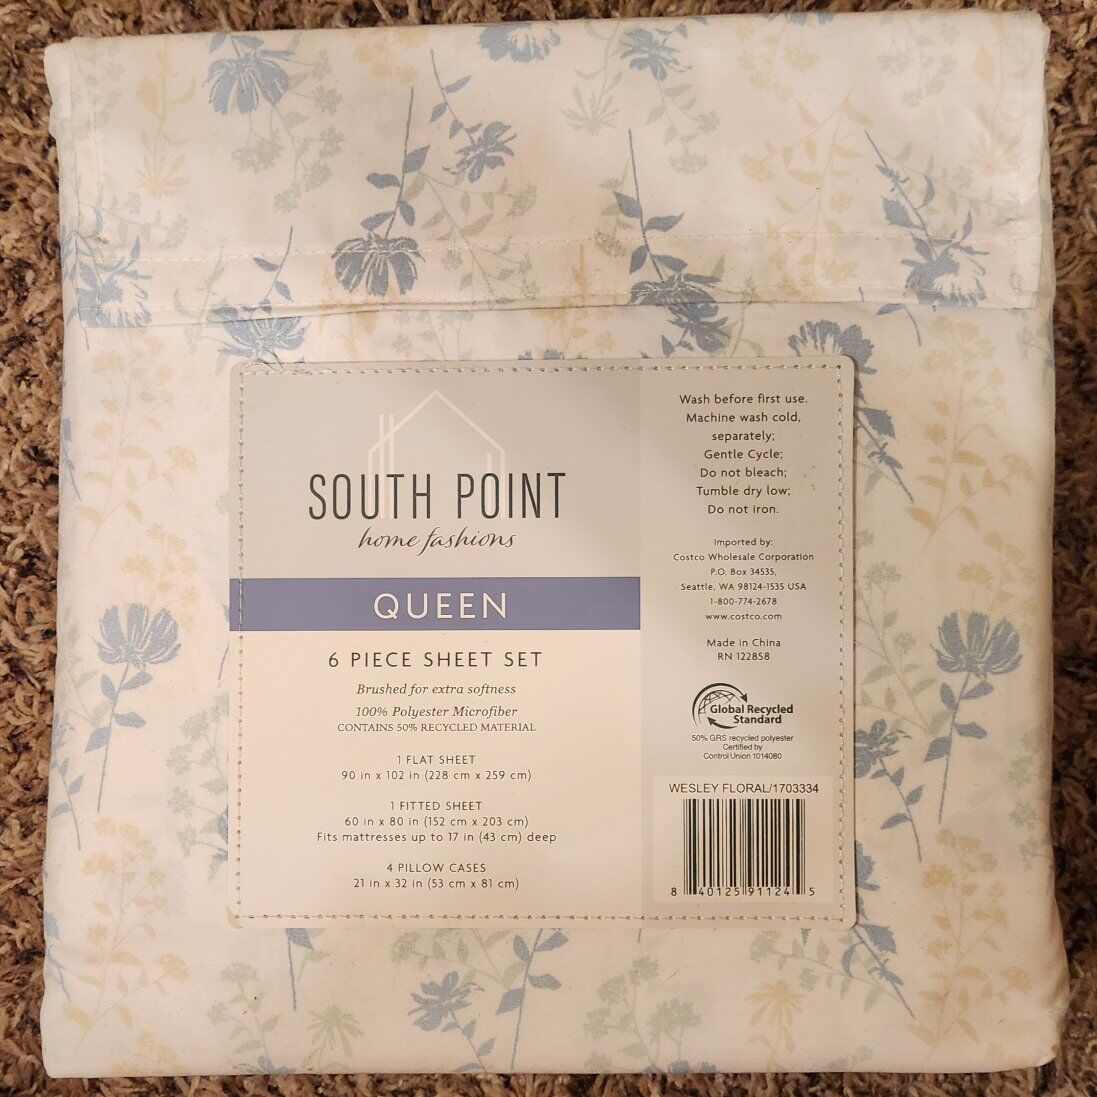 SOUTH POINT
home fashions
QUEEN
6 PIECE SHEET SET
Brushed for extra softness
100% Polyester Microfiber
CONTAINS 50% RECYCLED MATERIAL
1 FLAT SHEET
90 in x 102 in (228 cm x 259 cm)
1 FITTED SHEET
60 in x 80 in (152 cm x 203 cm)
Fits mattresses up to 17 in (43 cm) deep
4 PILLOW CASES
21 in x 32 in (53 cm x 81 cm)
Wash before first use.
Machine wash cold,
separately;
Gentle Cycle;
Do not bleach;
Tumble dry low;
Do not iron.
Imported by:
Costco Wholesale Corporation
P.O. Box 34535,
Seattle, WA 98124-1535 USA
1-800-774-2678
www.costco.com
Made in China
RN 122858
Global Recycled
Standard
50% GRS recycled polyester
Certified by
Control Union 1014080
WESLEY FLORAL/1703334
8 40125 91124 5